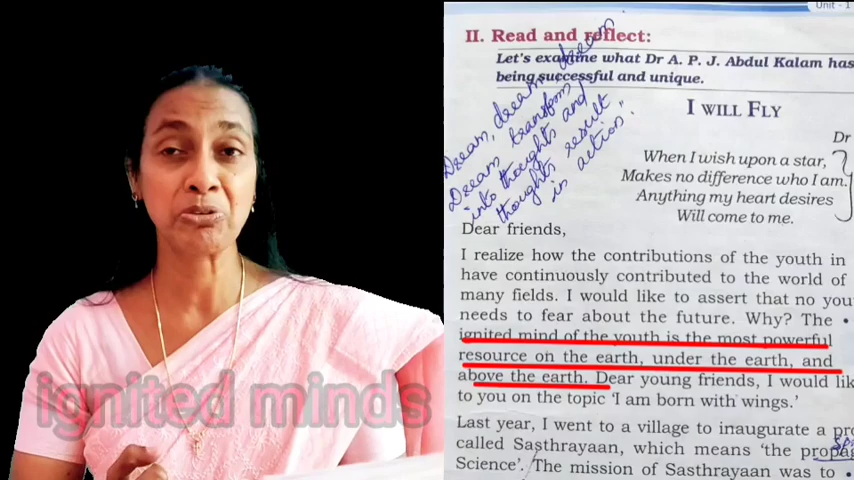 Unit - 1
II. Read and reflect:
Let's examine what Dr A. P. J. Abdul Kalam has
being successful and unique.
I WILL FLY
Dr
When I wish upon a star,
Makes no difference who I am.
Anything my heart desires
Will come to me.
Dream, dream, dream
Dream transform
into thoughts and
thoughts result
in action."
Dear friends,
I realize how the contributions of the youth in
have continuously contributed to the world of
many fields. I would like to assert that no you
needs to fear about the future. Why? The
ignited mind of the youth is the most powerful
resource on the earth, under the earth, and
above the earth. Dear young friends, I would lik
to you on the topic 'I am born with wings.'
Last year, I went to a village to inaugurate a pro
called Sasthrayaan, which means 'the propag
Science'. The mission of Sasthrayaan was to
ignited minds